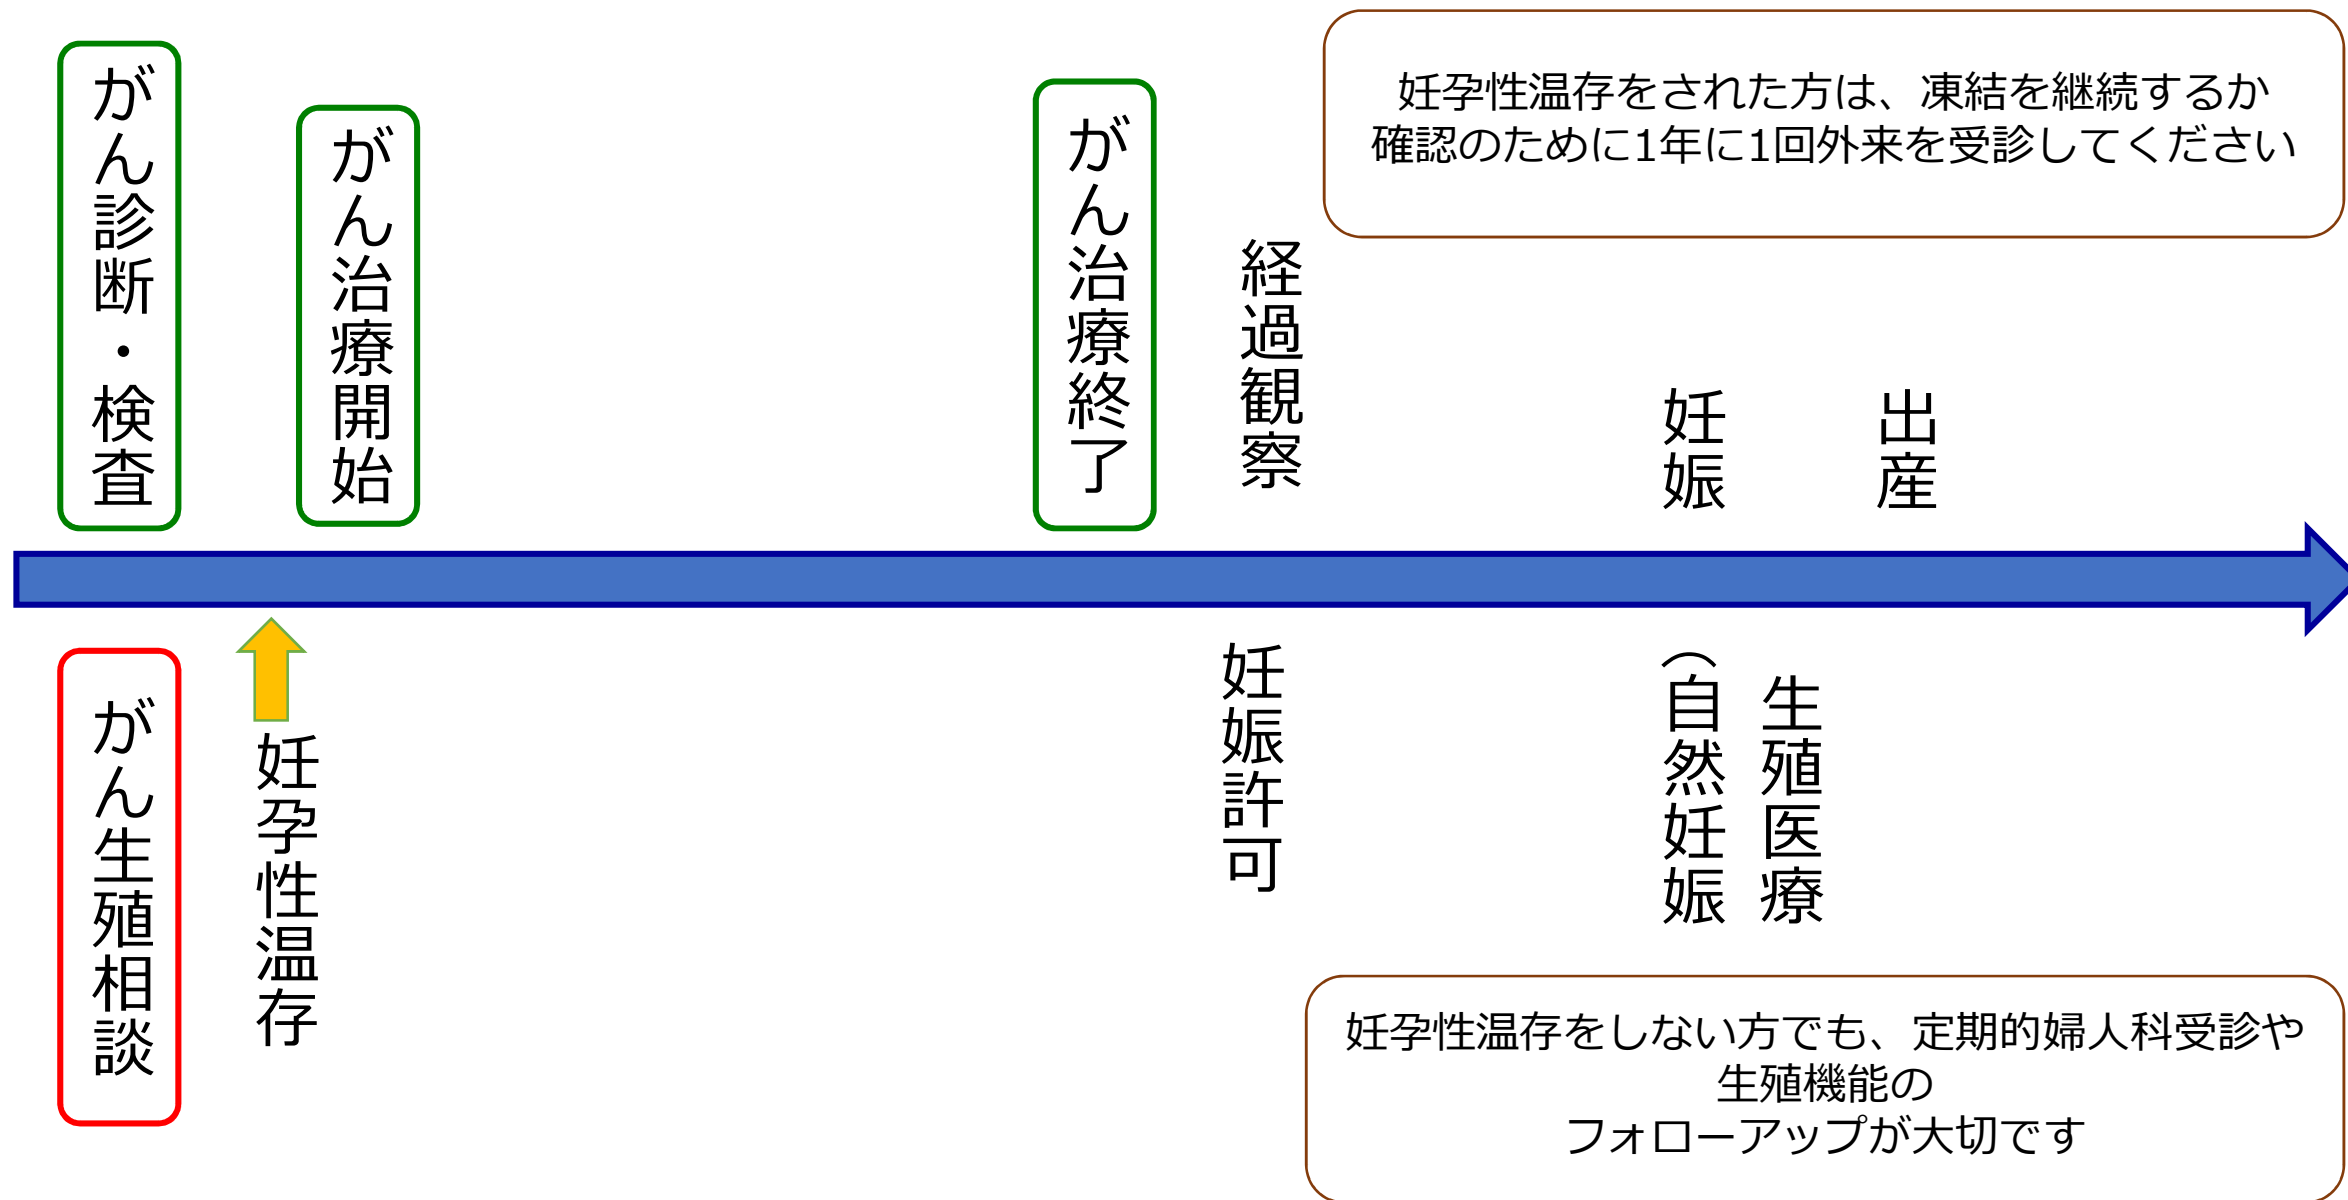 がん診断・検査
がん治療開始
がん治療終了
経過観察
妊孕性温存をされた方は、凍結を継続するか
確認のために1年に1回外来を受診してください
妊娠
出産
がん生殖相談
妊孕性温存
妊娠許可
生殖医療
（自然妊娠
妊孕性温存をしない方でも、定期的婦人科受診や
生殖機能の
フォローアップが大切です